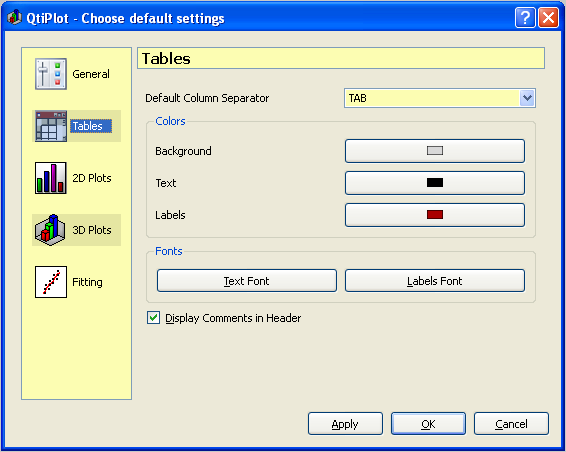 QtiPlot - Choose default settings
General
Tables
2D Plots
3D Plots
Fitting
Tables
Default Column Separator TAB
Colors
Background
Text
Labels
Fonts
Text Font Labels Font
Display Comments in Header
Apply OK Cancel